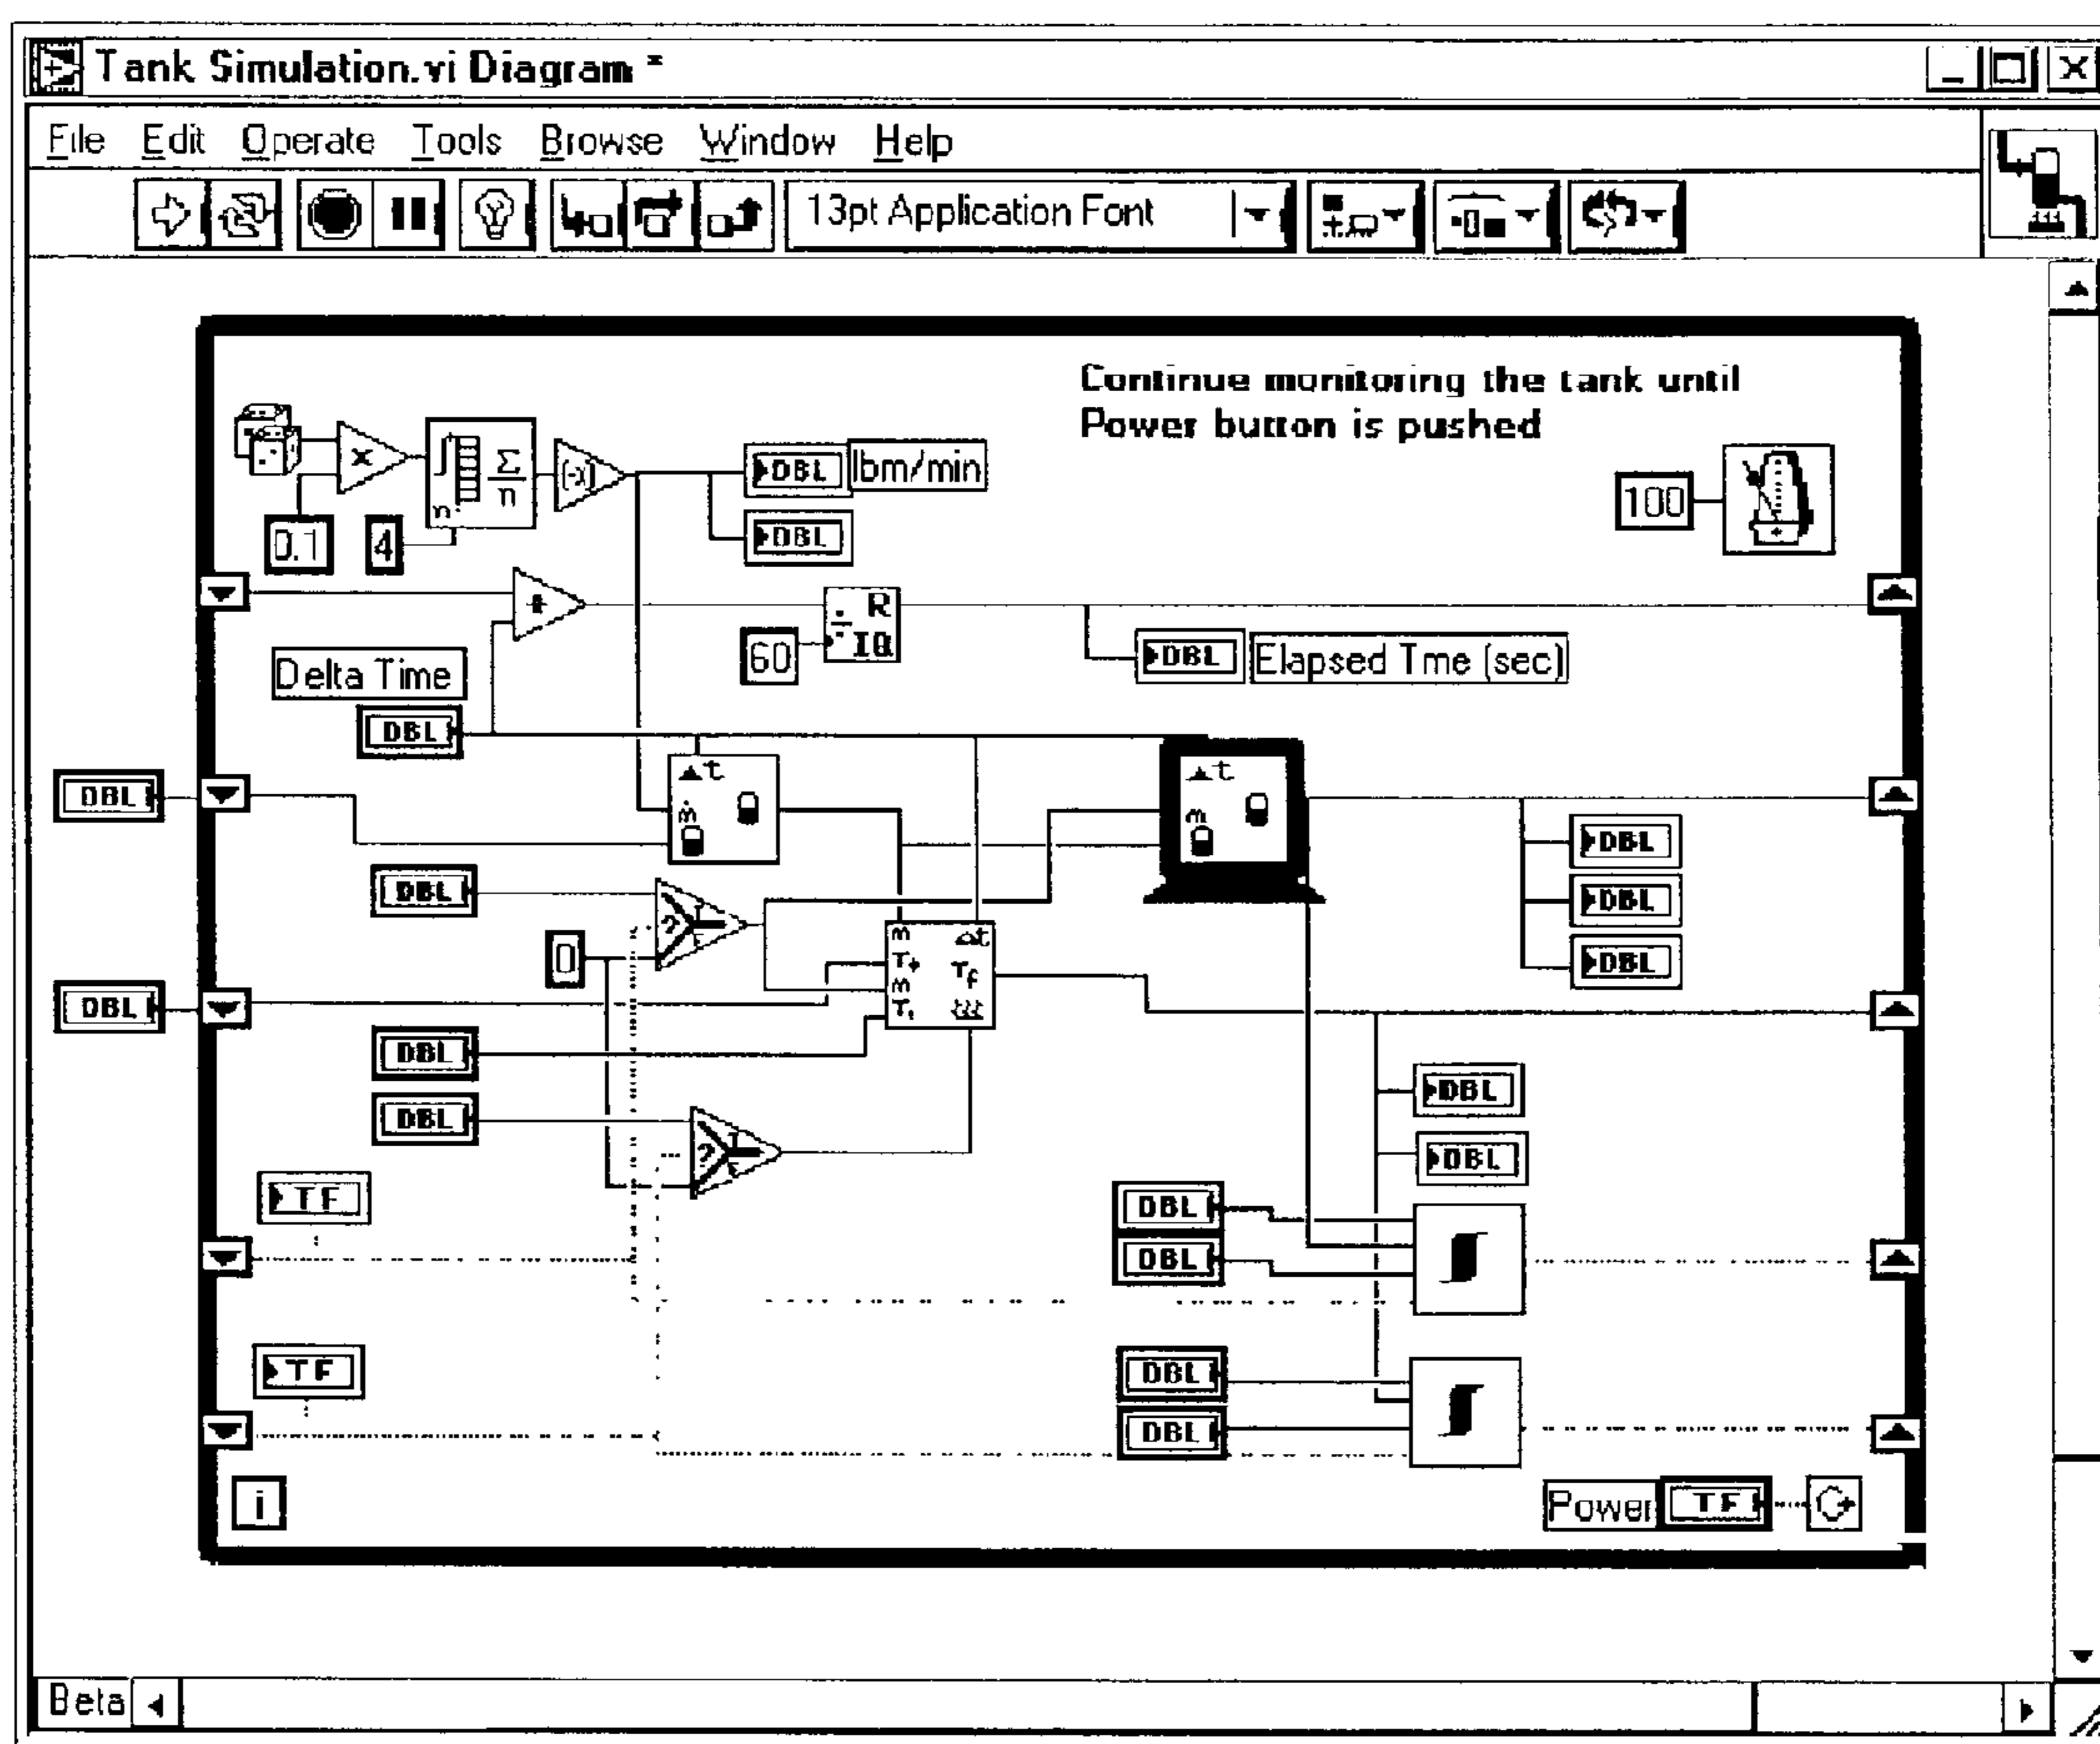 Tank Simulation.vi Diagram *
File Edit Operate Tools Browse Window Help
13pt Application Font
Continue monitoring the tank until
Power button is pushed
x
Σ
n
n
(-x)
DBL lbm/min
100
0.1
4
DBL
+
R
IQ
60
DBL Elapsed Tme (sec)
Delta Time
DBL
t
t
DBL
ṁ
m
DBL
DBL
?
T
F
DBL
0
m
t
DBL
T
Tf
m
DBL
T
DBL
DBL
DBL
?
T
F
DBL
DBL
TF
DBL
DBL
TF
DBL
DBL
i
Power TF
Beta